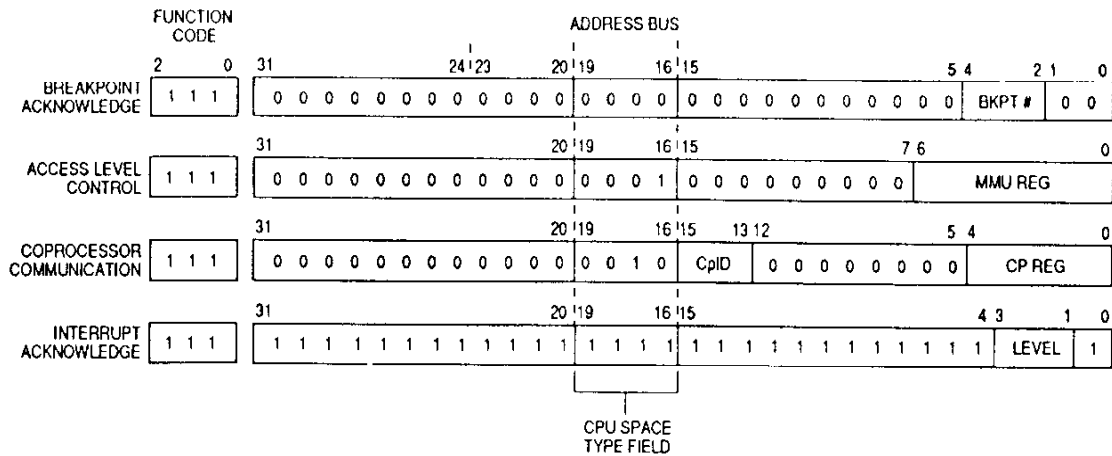 FUNCTION
CODE
ADDRESS BUS
2 0 31 24 23 20 19 16 15 5 4 2 1 0
BREAKPOINT
ACKNOWLEDGE
1 1 1 0 0 0 0 0 0 0 0 0 0 0 0 0 0 0 0 0 0 0 0 0 0 0 0 0 0 0 BKPT # 0 0
31 20 19 16 15 7 6 0
ACCESS LEVEL
CONTROL
1 1 1 0 0 0 0 0 0 0 0 0 0 0 0 0 0 0 1 0 0 0 0 0 0 0 0 0 MMU REG
31 20 19 16 15 13 12 5 4 0
COPROCESSOR
COMMUNICATION
1 1 1 0 0 0 0 0 0 0 0 0 0 0 0 0 0 1 0 CpID 0 0 0 0 0 0 0 0 CP REG
31 20 19 16 15 4 3 1 0
INTERRUPT
ACKNOWLEDGE
1 1 1 1 1 1 1 1 1 1 1 1 1 1 1 1 1 1 1 1 1 1 1 1 1 1 1 1 1 1 1 LEVEL 1
CPU SPACE
TYPE FIELD